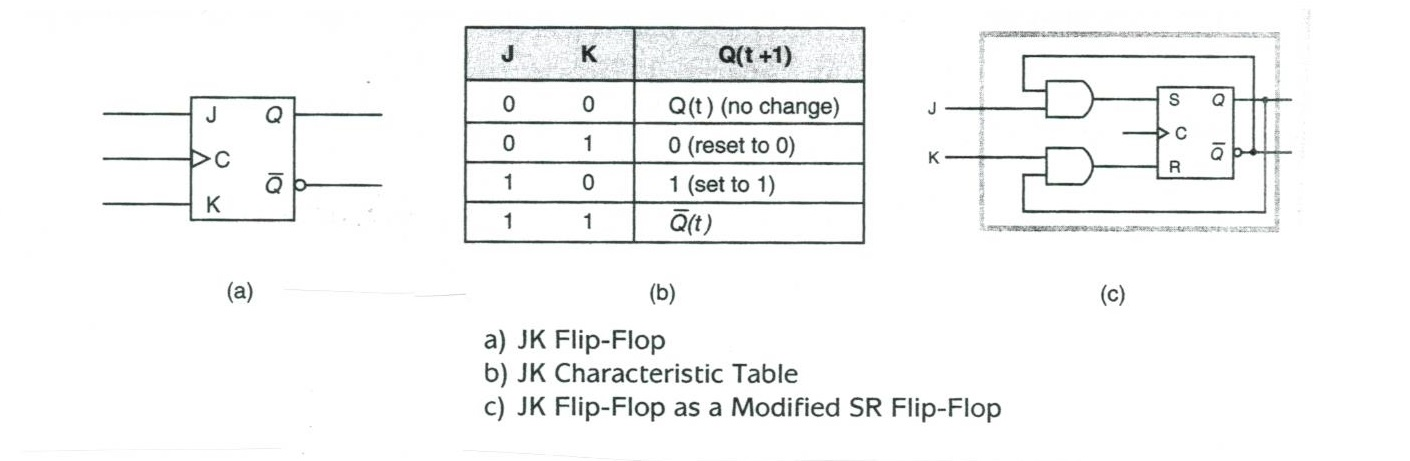 J Q
C
Q̅
K
(a)
J K Q(t +1)
0 0 Q(t) (no change)
0 1 0 (reset to 0)
1 0 1 (set to 1)
1 1 Q̅(t)
(b)
J
K
S Q
C
Q̅
R
(c)
a) JK Flip-Flop
b) JK Characteristic Table
c) JK Flip-Flop as a Modified SR Flip-Flop